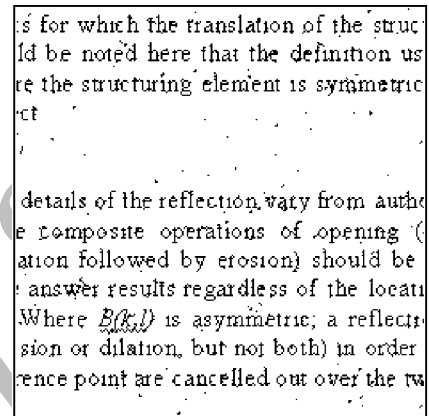 s for which the translation of the struc
ld be noted here that the definition us
re the structuring element is symmetric
ct
details of the reflection vary from autho
e composite operations of opening (
ation followed by erosion) should be
answer results regardless of the locati
Where B(k,l) is asymmetric; a reflecti
sion or dilation, but not both) in order
rence point are cancelled out over the tw